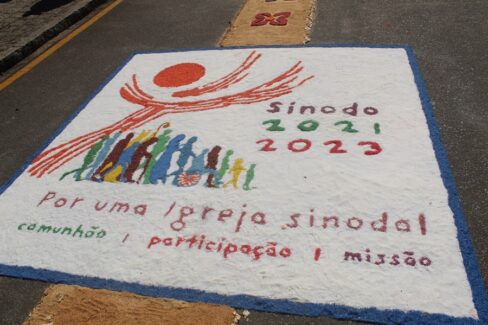 Sinodo
2021
2023
Por uma Igreja sinodal
comunhão / participação / missão